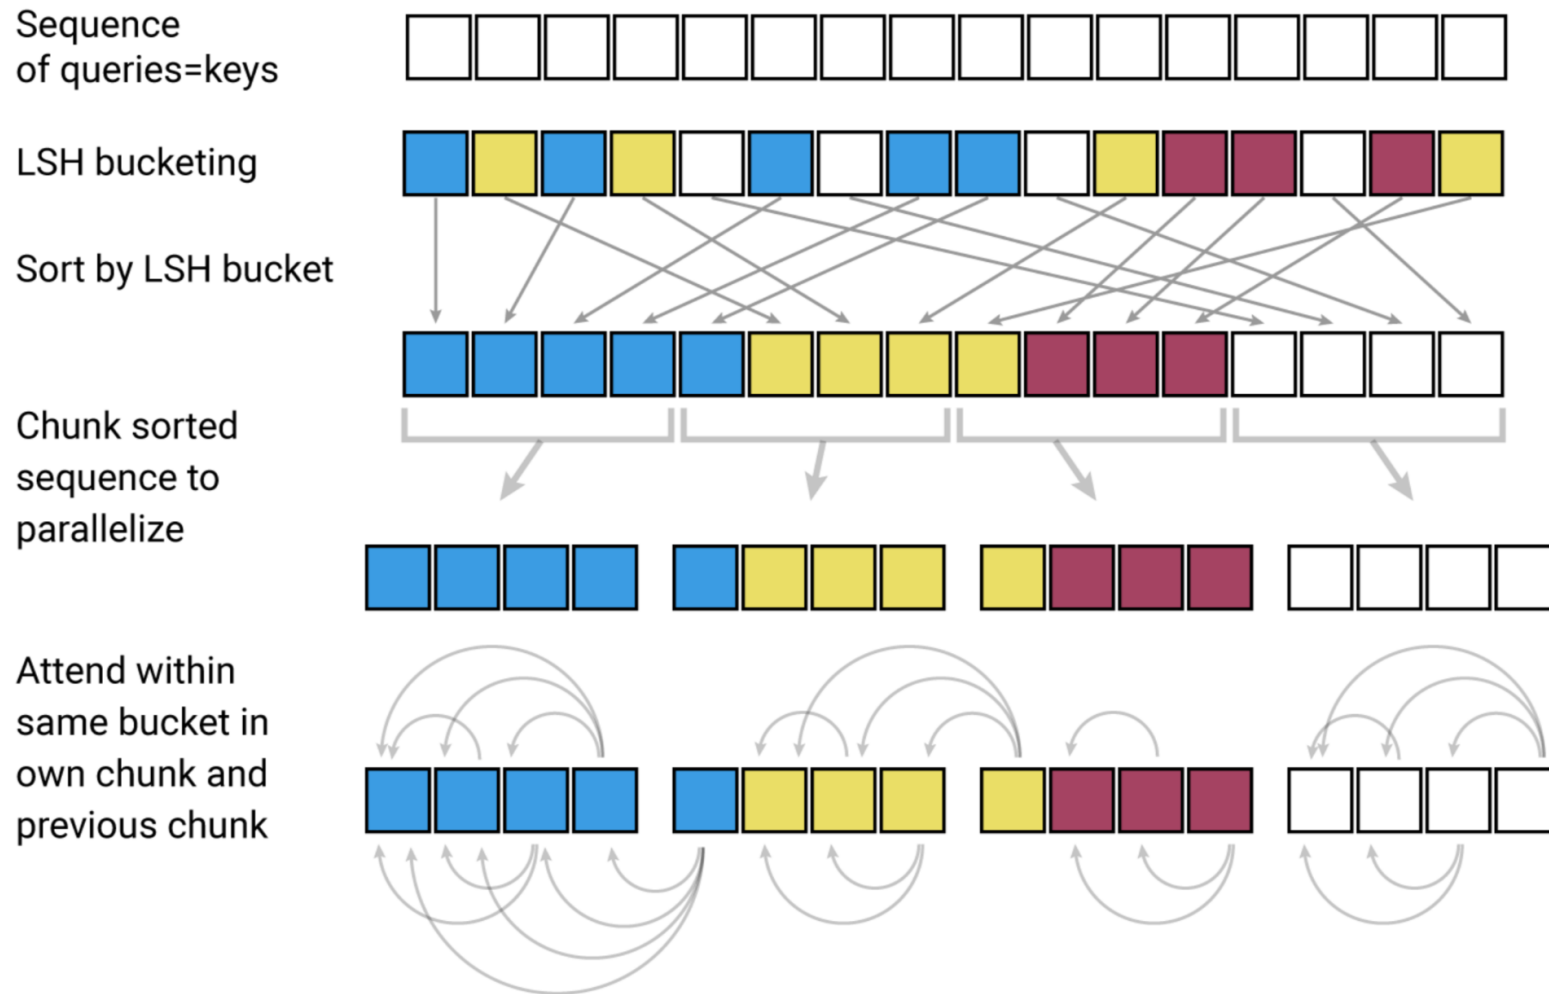 Sequence
of queries=keys
LSH bucketing
Sort by LSH bucket
Chunk sorted
sequence to
parallelize
Attend within
same bucket in
own chunk and
previous chunk